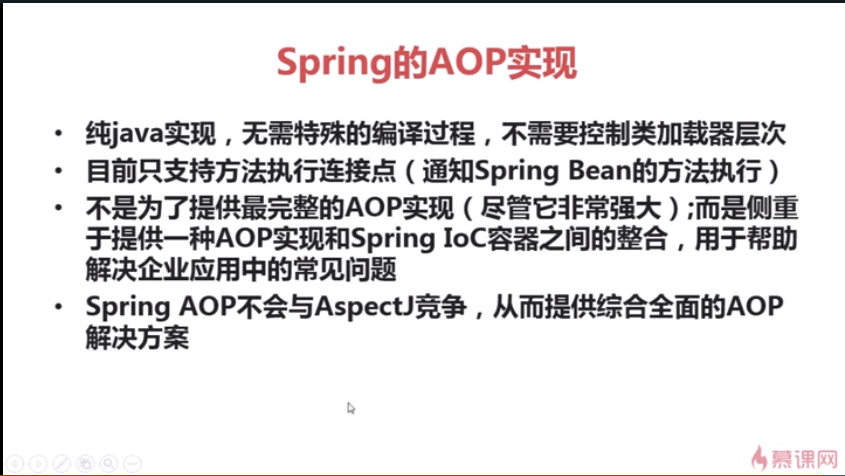 Spring的AOP实现
• 纯java实现，无需特殊的编译过程，不需要控制类加载器层次
• 目前只支持方法执行连接点（通知Spring Bean的方法执行）
• 不是为了提供最完整的AOP实现（尽管它非常强大）;而是侧重
于提供一种AOP实现和Spring IoC容器之间的整合，用于帮助
解决企业应用中的常见问题
• Spring AOP不会与AspectJ竞争，从而提供综合全面的AOP
解决方案
慕课网